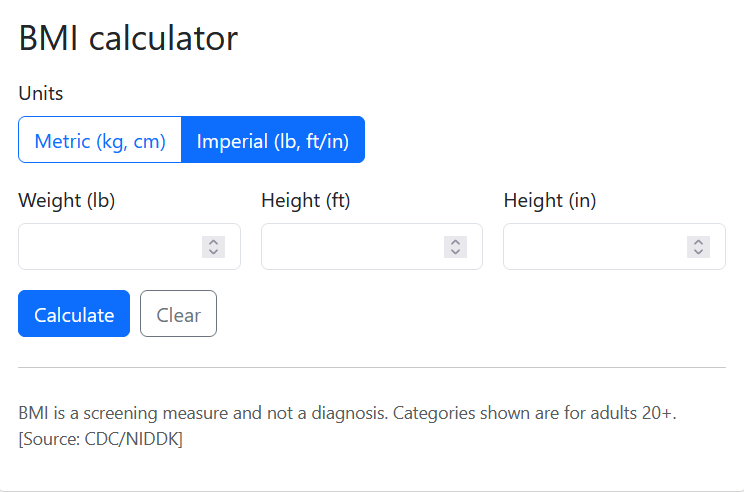 BMI calculator
Units
Metric (kg, cm) Imperial (lb, ft/in)
Weight (lb) Height (ft) Height (in)
Calculate Clear
BMI is a screening measure and not a diagnosis. Categories shown are for adults 20+.
[Source: CDC/NIDDK]